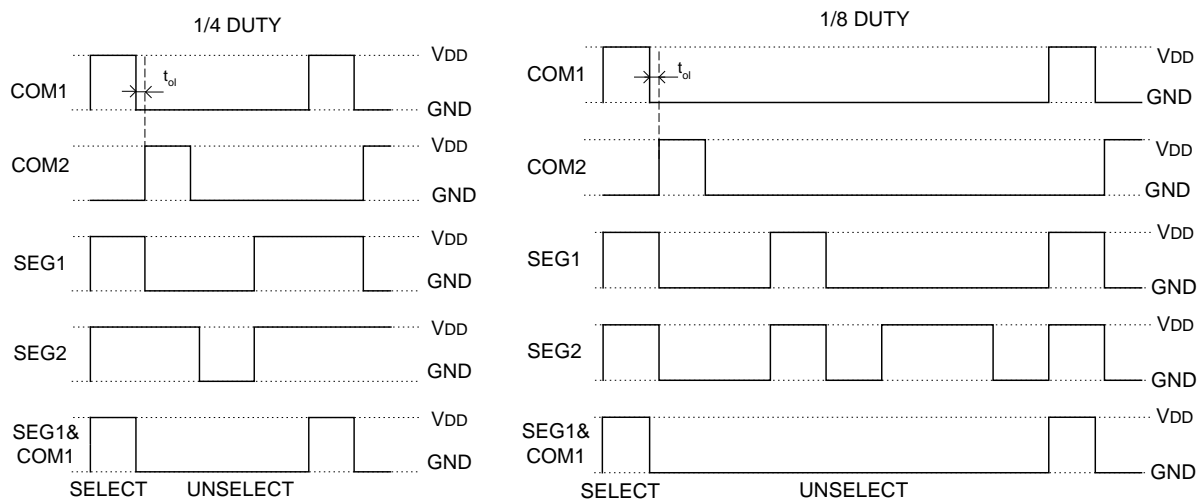 1/4 DUTY
COM1
VDD
tol
GND
COM2
VDD
GND
SEG1
VDD
GND
SEG2
VDD
GND
SEG1&
COM1
VDD
GND
SELECT UNSELECT
1/8 DUTY
COM1
VDD
tol
GND
COM2
VDD
GND
SEG1
VDD
GND
SEG2
VDD
GND
SEG1&
COM1
VDD
GND
SELECT UNSELECT